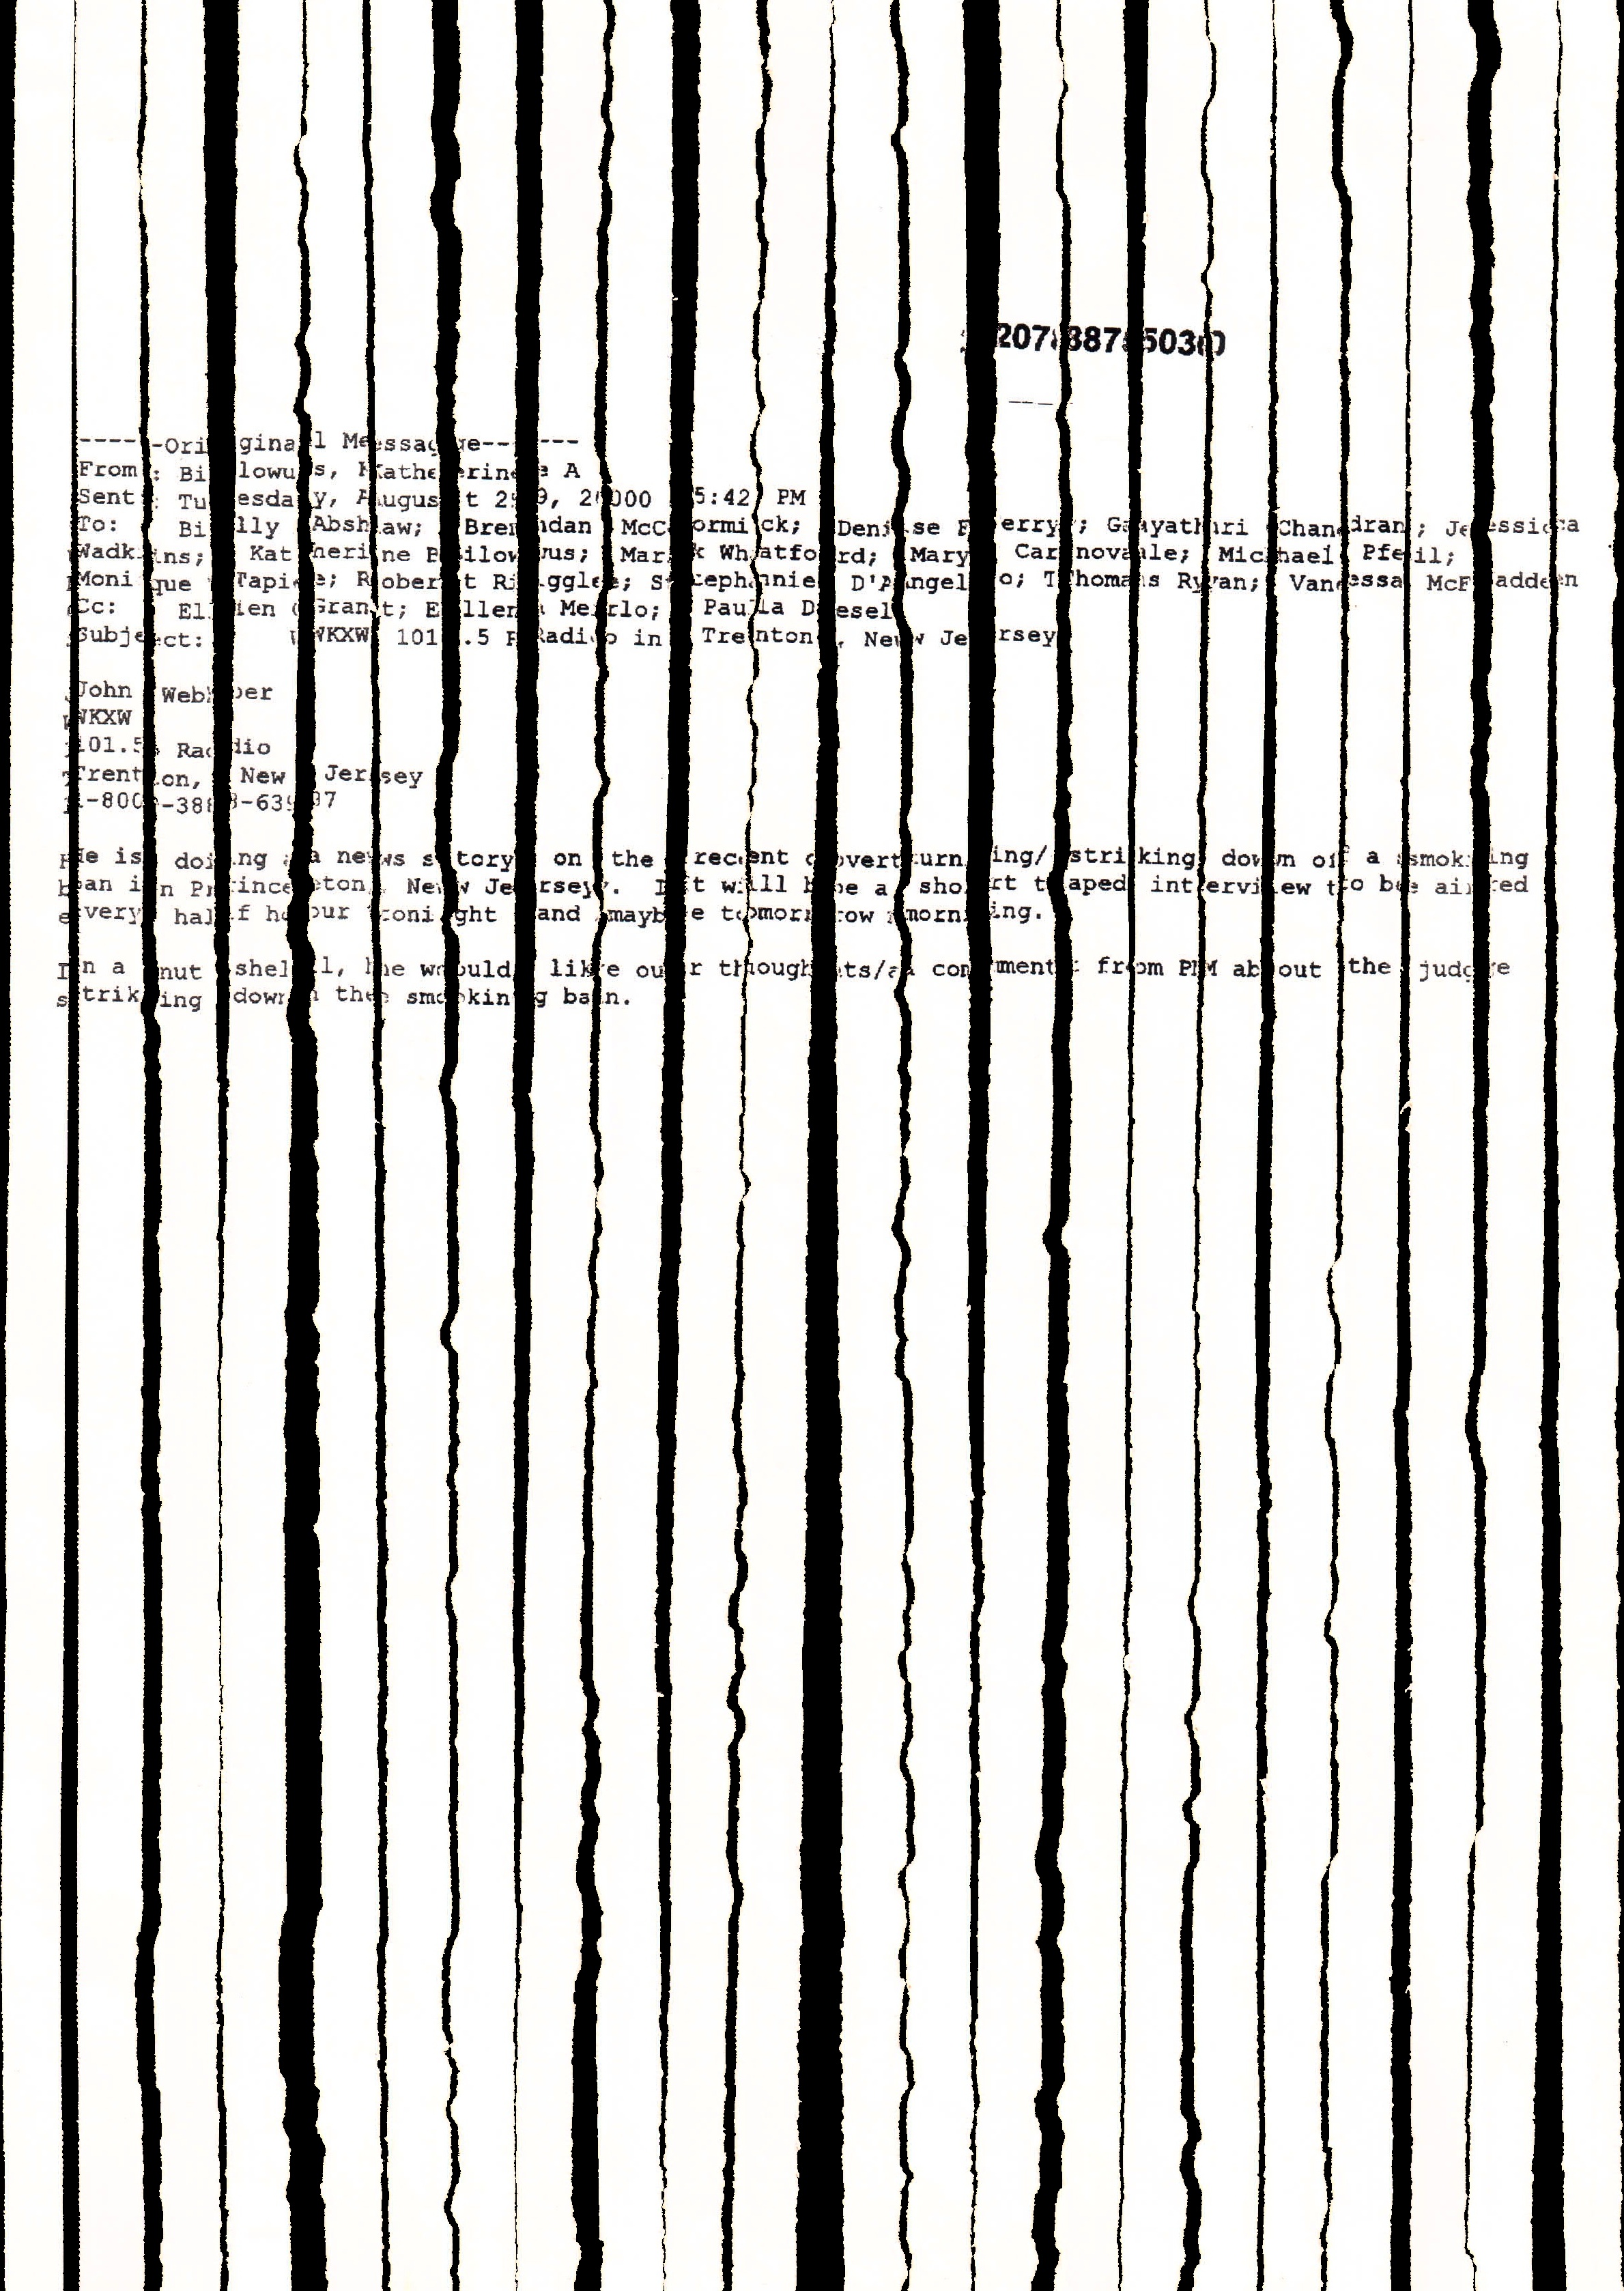 -----Original Message-----
From: Bilowus, Katherine A
Sent: Tuesday, August 29, 2000 5:42 PM
To: Billy Abshaw; Brendan McCormick; Denise Ferry; Gayathri Chandran; Jessica
Wadkins; Katherine Bilowus; Mark Whatford; Mary Carnovale; Michael Pfeil;
Monique Tapie; Robert Riggle; Stephanie D'Angelo; Thomas Ryan; Vanessa McFadden
Cc: Grant; Ellen Merlo; Paula Desel
Subject: WKXW 101.5 Radio in Trenton, New Jersey
John Webber
WKXW
101.5 Radio
Trenton, New Jersey
1-800-388-6397
He is doing a news story on the recent overturning/striking down of a smoking
ban in Princeton, New Jersey. It will be a short taped interview to be aired
every half hour tonight and maybe tomorrow morning.
In a nut shell, he would like our thoughts/a comment from PM about the judge
striking down the smoking ban.